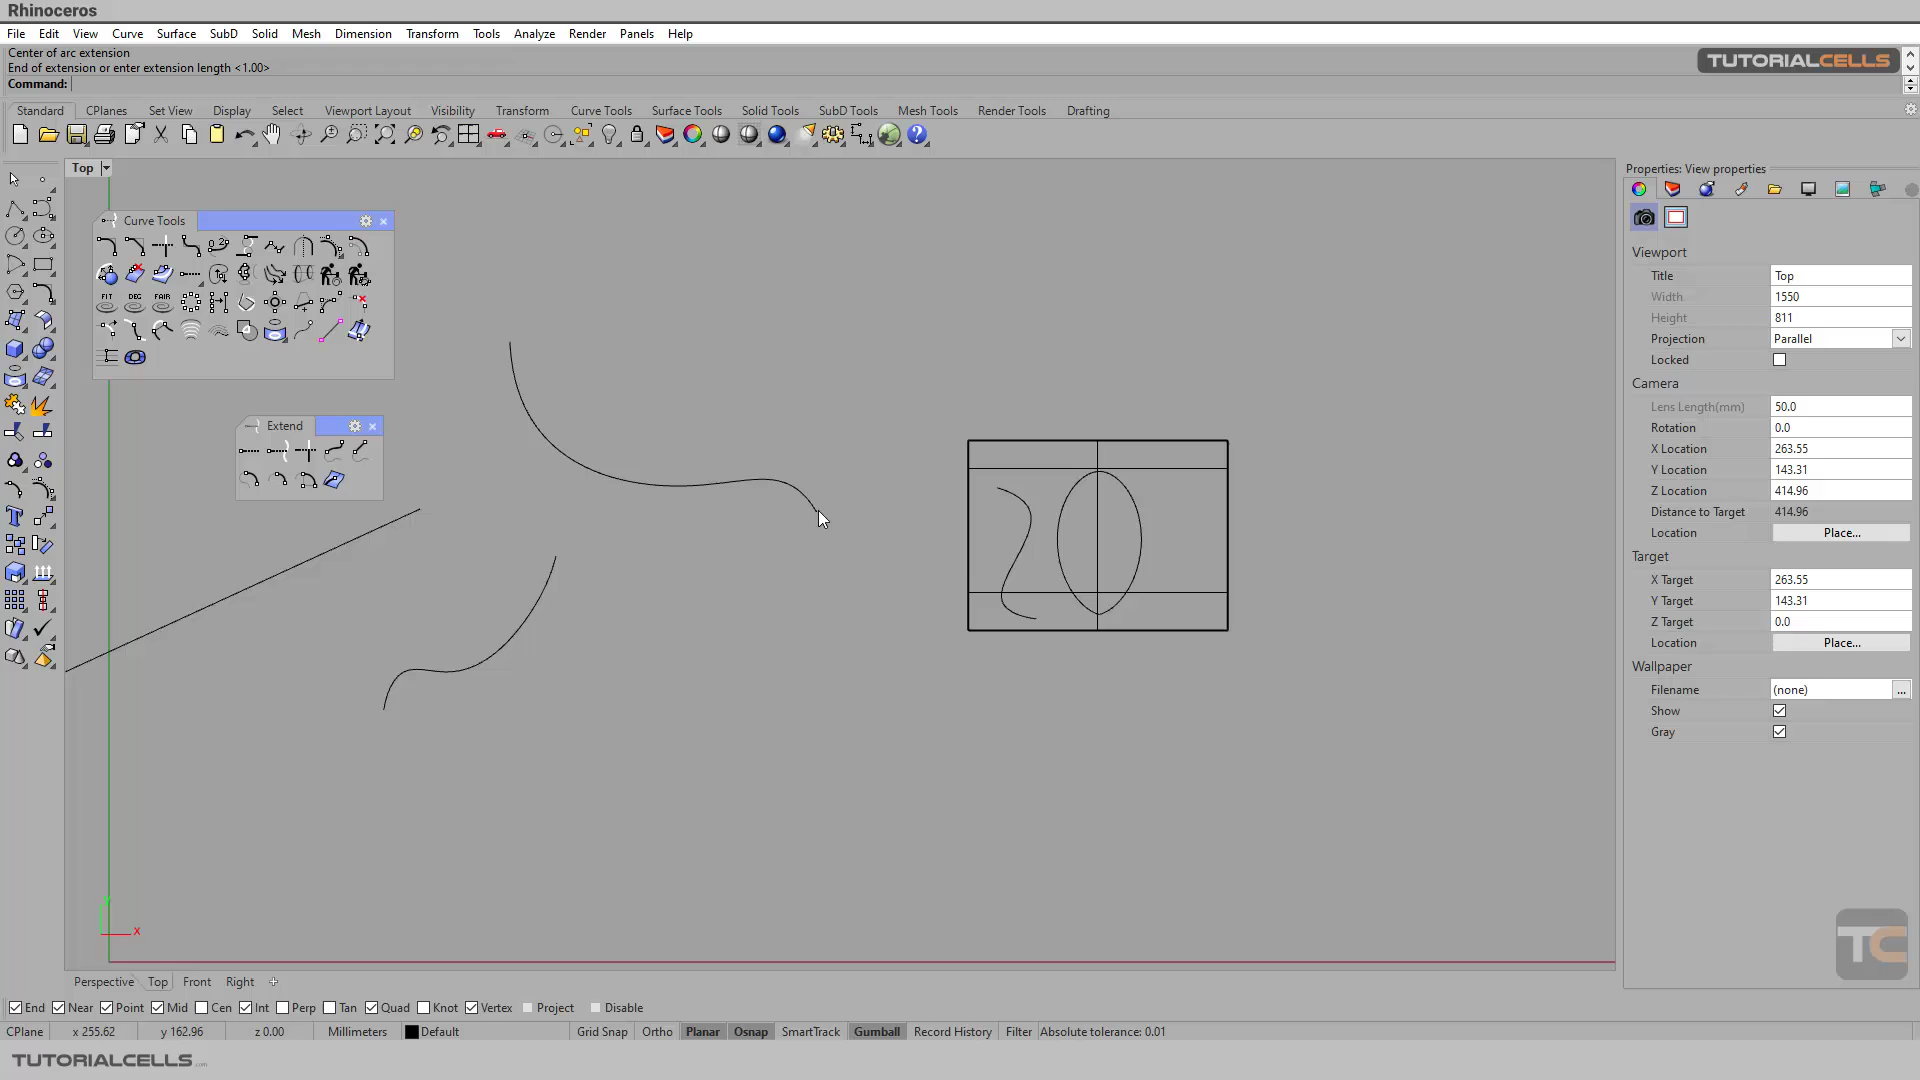 Rhinoceros
File Edit View Curve Surface SubD Solid Mesh Dimension Transform Tools Analyze Render Panels Help
Center of arc extension
End of extension or enter extension length <1.00>
Command:
TUTORIALCELLS
Standard CPlanes Set View Display Select Viewport Layout Visibility Transform Curve Tools Surface Tools Solid Tools SubD Tools Mesh Tools Render Tools Drafting
Top
Curve Tools
2
FIT DEG FAIR
Extend
x
Properties: View properties
Viewport
Title Top
Width 1550
Height 811
Projection Parallel
Locked
Camera
Lens Length(mm) 50.0
Rotation 0.0
X Location 263.55
Y Location 143.31
Z Location 414.96
Distance to Target 414.96
Location Place...
Target
X Target 263.55
Y Target 143.31
Z Target 0.0
Location Place...
Wallpaper
Filename (none) ...
Show
Gray
TC
Perspective Top Front Right
End Near Point Mid Cen Int Perp Tan Quad Knot Vertex Project Disable
CPlane x 255.62 y 162.96 z 0.00 Millimeters Default Grid Snap Ortho Planar Osnap SmartTrack Gumball Record History Filter Absolute tolerance: 0.01
TUTORIALCELLS.com